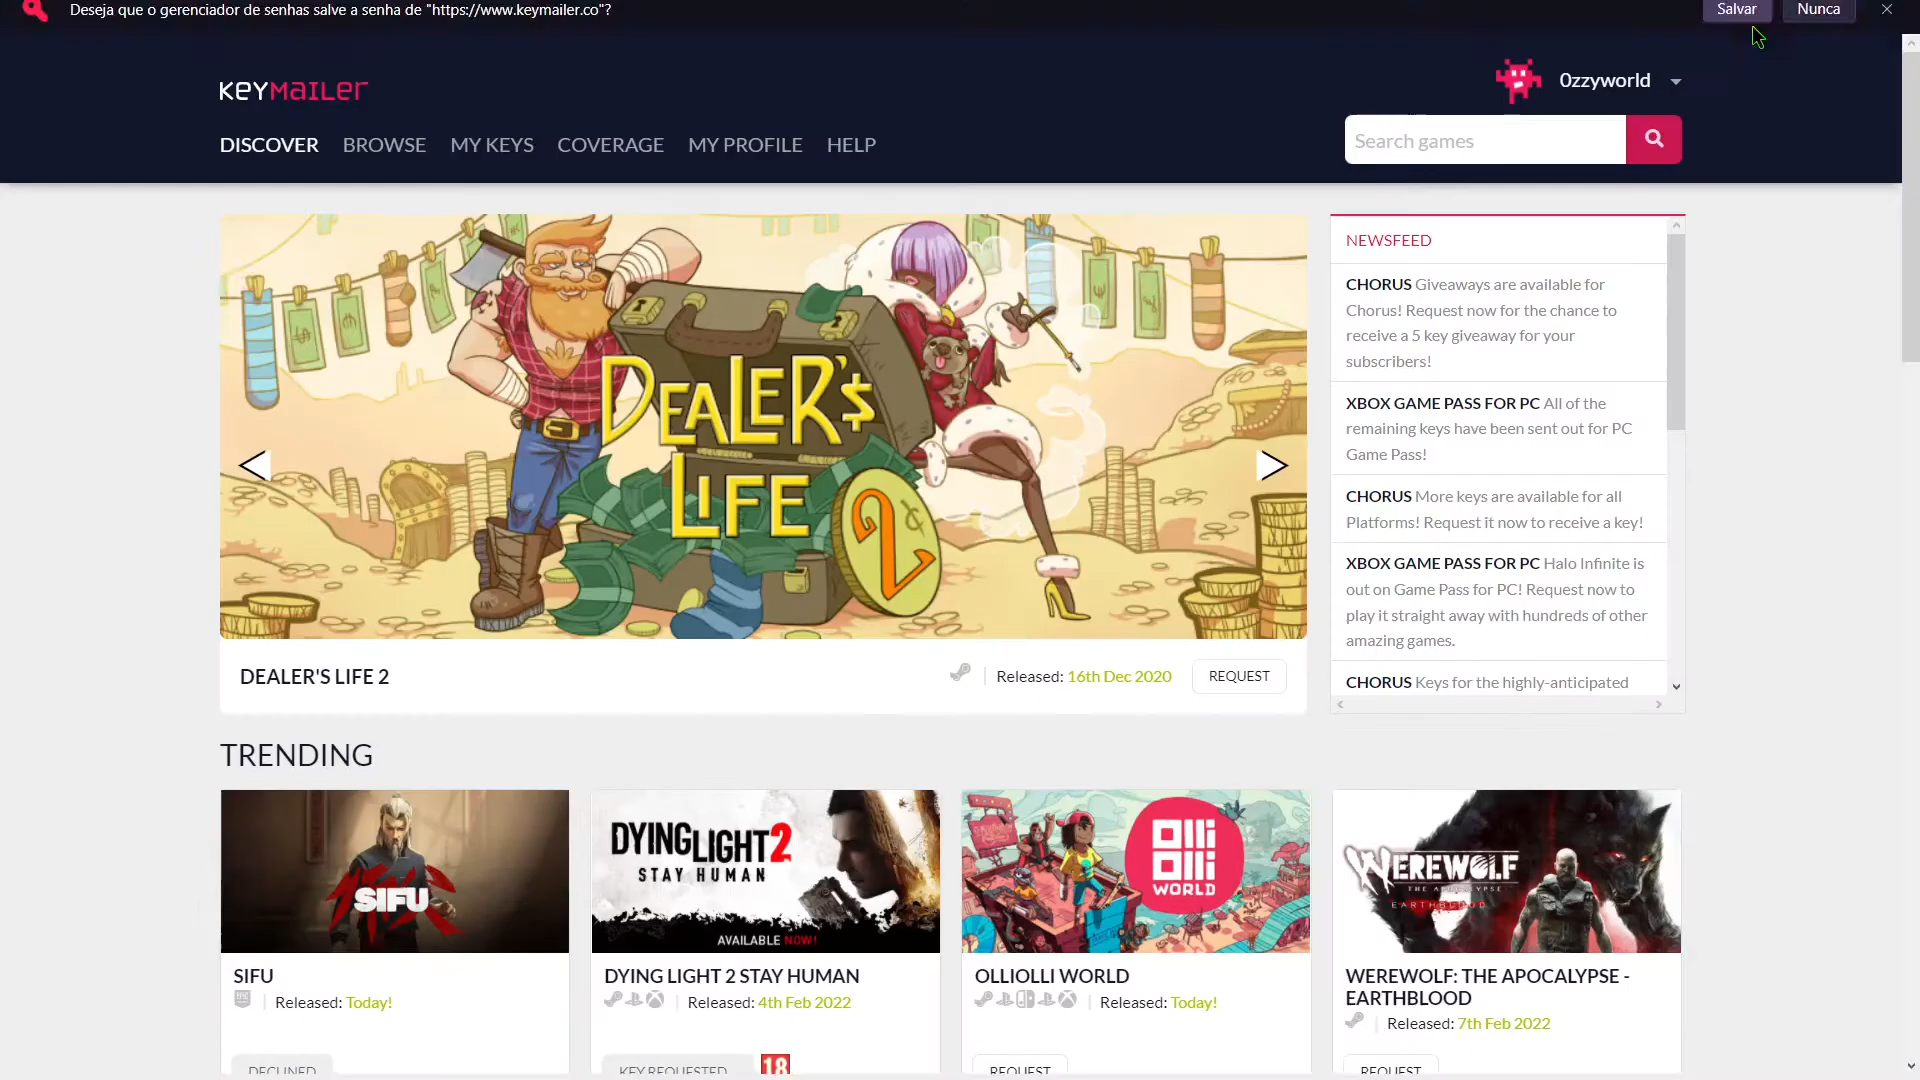 Deseja que o gerenciador de senhas salve a senha de "https://www.keymailer.co"?
Salvar
Nunca
KEYMAILER
0zzyworld
DISCOVER
BROWSE
MY KEYS
COVERAGE
MY PROFILE
HELP
Search games
DEALER'S
LIFE
2
DEALER'S LIFE 2
Released: 16th Dec 2020
REQUEST
NEWSFEED
CHORUS Giveaways are available for
Chorus! Request now for the chance to
receive a 5 key giveaway for your
subscribers!
XBOX GAME PASS FOR PC All of the
remaining keys have been sent out for PC
Game Pass!
CHORUS More keys are available for all
Platforms! Request it now to receive a key!
XBOX GAME PASS FOR PC Halo Infinite is
out on Game Pass for PC! Request now to
play it straight away with hundreds of other
amazing games.
CHORUS Keys for the highly-anticipated
TRENDING
SIFU
SIFU
Released: Today!
DECLINED
DYING LIGHT 2
STAY HUMAN
AVAILABLE NOW!
DYING LIGHT 2 STAY HUMAN
Released: 4th Feb 2022
KEY REQUESTED
18
Olli
Olli
WORLD
OLLIOLLI WORLD
Released: Today!
REQUEST
WEREWOLF
THE APOCALYPSE
EARTHBLOOD
WEREWOLF: THE APOCALYPSE -
EARTHBLOOD
Released: 7th Feb 2022
REQUEST